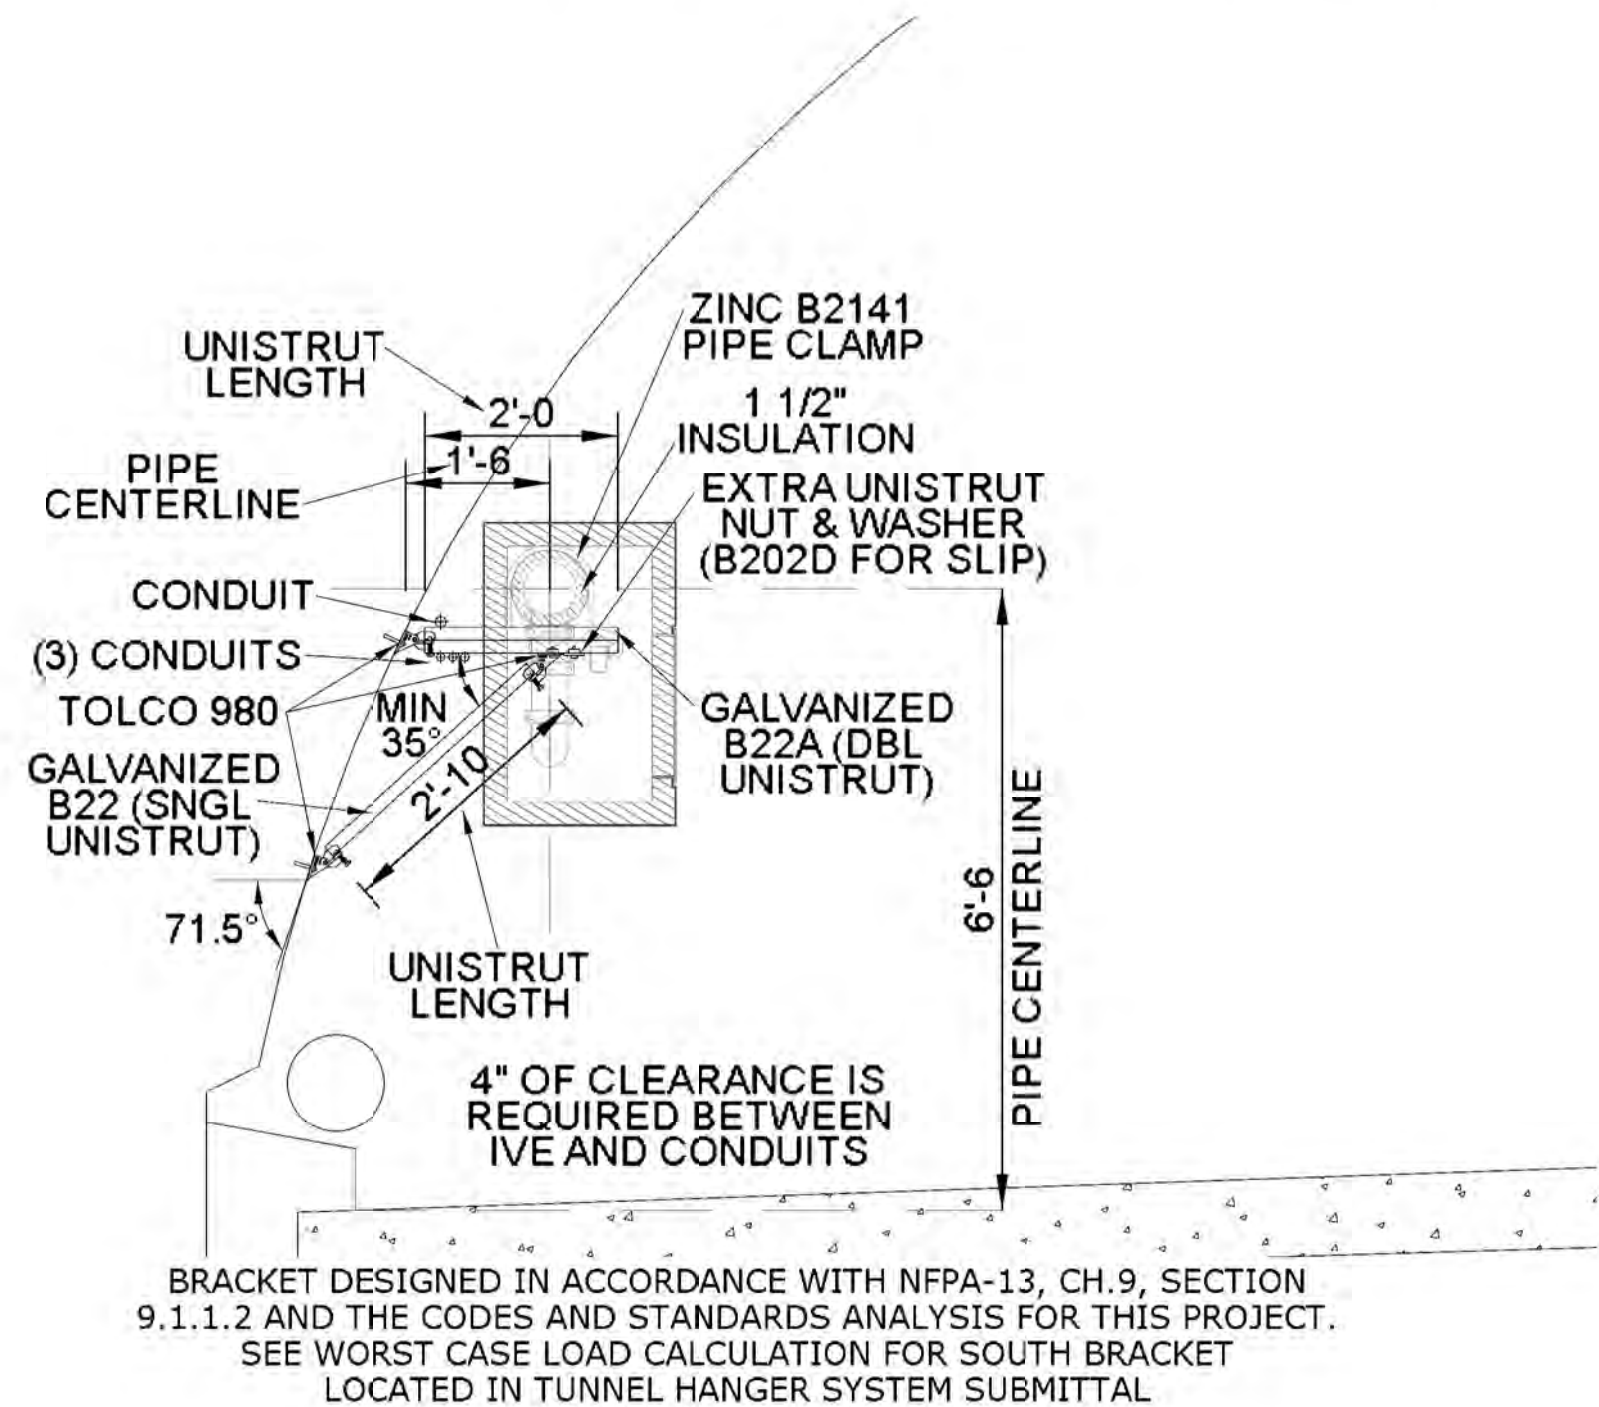 ZINC B2141
PIPE CLAMP
UNISTRUT
LENGTH
2'-0
1 1/2"
INSULATION
1'-6
PIPE
CENTERLINE
EXTRA UNISTRUT
NUT & WASHER
(B202D FOR SLIP)
CONDUIT
(3) CONDUITS
TOLCO 980
MIN
35°
GALVANIZED
B22A (DBL
UNISTRUT)
GALVANIZED
B22 (SNGL
UNISTRUT)
2'-10
71.5°
UNISTRUT
LENGTH
6'-6
PIPE CENTERLINE
4" OF CLEARANCE IS
REQUIRED BETWEEN
IVE AND CONDUITS
BRACKET DESIGNED IN ACCORDANCE WITH NFPA-13, CH.9, SECTION
9.1.1.2 AND THE CODES AND STANDARDS ANALYSIS FOR THIS PROJECT.
SEE WORST CASE LOAD CALCULATION FOR SOUTH BRACKET
LOCATED IN TUNNEL HANGER SYSTEM SUBMITTAL